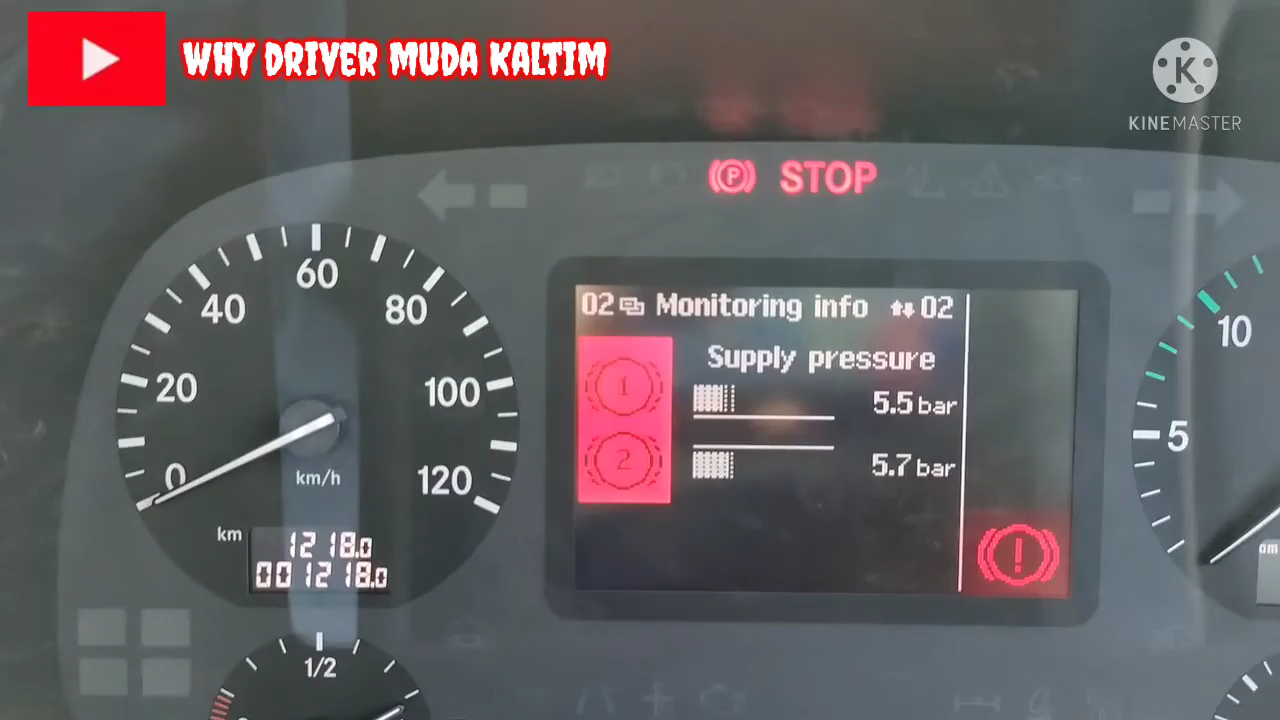 WHY DRIVER MUDA KALTIM
K
KINEMASTER
P STOP
02 Monitoring info 02
Supply pressure
1 5.5 bar
2 5.7 bar
!
0 20 40 60 80 100 120
km/h
km
1218.0
001218.0
1/2
5 10